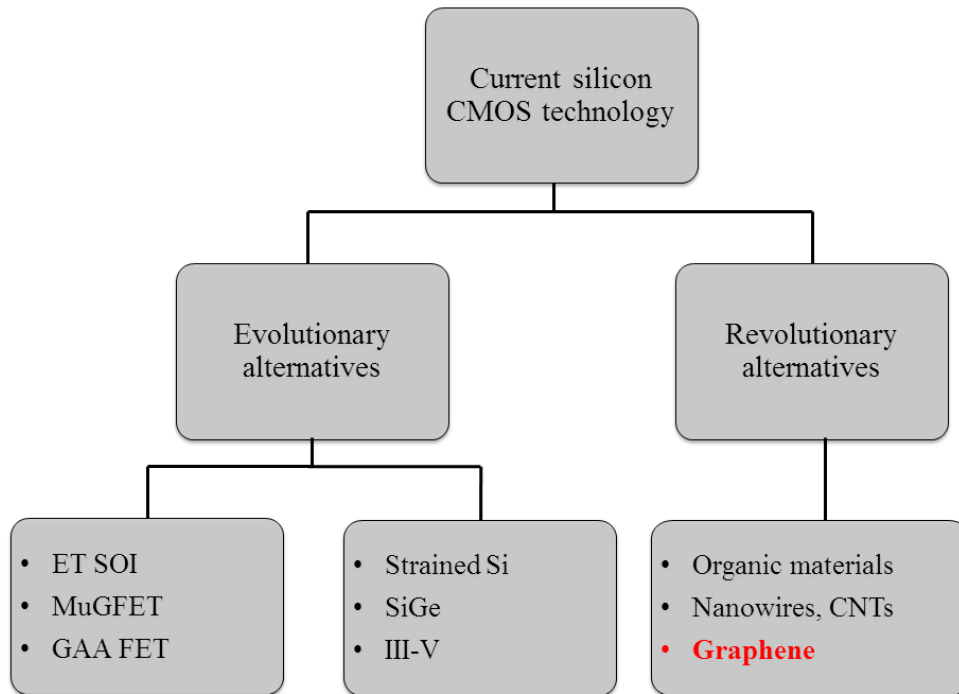 Current silicon
CMOS technology
Evolutionary
alternatives
Revolutionary
alternatives
• ET SOI
• MuGFET
• GAA FET
• Strained Si
• SiGe
• III-V
• Organic materials
• Nanowires, CNTs
• Graphene